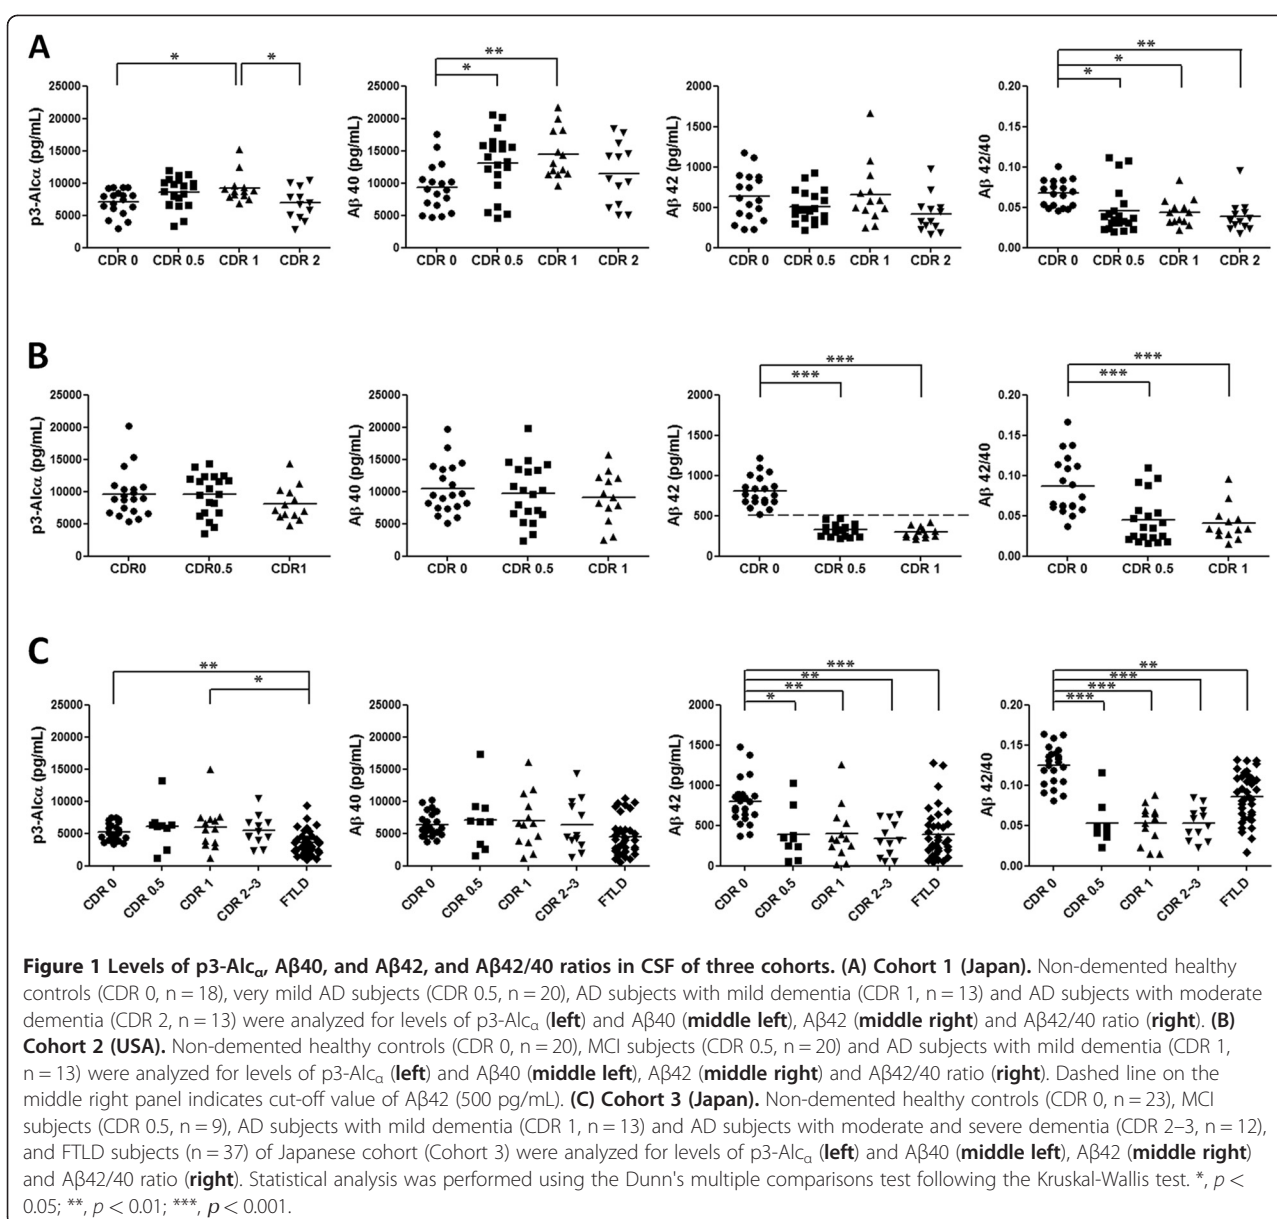 A
* *
** *
** * *
25000 20000 15000 10000 5000 0
p3-Alcα (pg/mL)
CDR 0 CDR 0.5 CDR 1 CDR 2
25000 20000 15000 10000 5000 0
Aβ 40 (pg/mL)
CDR 0 CDR 0.5 CDR 1 CDR 2
2000 1500 1000 500 0
Aβ 42 (pg/mL)
CDR 0 CDR 0.5 CDR 1 CDR 2
0.20 0.15 0.10 0.05 0.00
Aβ 42/40
CDR 0 CDR 0.5 CDR 1 CDR 2
B
*** ***
*** ***
25000 20000 15000 10000 5000 0
p3-Alcα (pg/mL)
CDR0 CDR0.5 CDR1
25000 20000 15000 10000 5000 0
Aβ 40 (pg/mL)
CDR 0 CDR 0.5 CDR 1
2000 1500 1000 500 0
Aβ 42 (pg/mL)
CDR 0 CDR 0.5 CDR 1
0.20 0.15 0.10 0.05 0.00
Aβ 42/40
CDR 0 CDR 0.5 CDR 1
C
** *
*** ** ** *
** *** *** ***
25000 20000 15000 10000 5000 0
p3-Alcα (pg/mL)
CDR 0 CDR 0.5 CDR 1 CDR 2-3 FTLD
25000 20000 15000 10000 5000 0
Aβ 40 (pg/mL)
CDR 0 CDR 0.5 CDR 1 CDR 2-3 FTLD
2000 1500 1000 500 0
Aβ 42 (pg/mL)
CDR 0 CDR 0.5 CDR 1 CDR 2-3 FTLD
0.20 0.15 0.10 0.05 0.00
Aβ 42/40
CDR 0 CDR 0.5 CDR 1 CDR 2-3 FTLD
Figure 1 Levels of p3-Alcα, Aβ40, and Aβ42, and Aβ42/40 ratios in CSF of three cohorts. (A) Cohort 1 (Japan). Non-demented healthy
controls (CDR 0, n = 18), very mild AD subjects (CDR 0.5, n = 20), AD subjects with mild dementia (CDR 1, n = 13) and AD subjects with moderate
dementia (CDR 2, n = 13) were analyzed for levels of p3-Alcα (left) and Aβ40 (middle left), Aβ42 (middle right) and Aβ42/40 ratio (right). (B)
Cohort 2 (USA). Non-demented healthy controls (CDR 0, n = 20), MCI subjects (CDR 0.5, n = 20) and AD subjects with mild dementia (CDR 1,
n = 13) were analyzed for levels of p3-Alcα (left) and Aβ40 (middle left), Aβ42 (middle right) and Aβ42/40 ratio (right). Dashed line on the
middle right panel indicates cut-off value of Aβ42 (500 pg/mL). (C) Cohort 3 (Japan). Non-demented healthy controls (CDR 0, n = 23), MCI
subjects (CDR 0.5, n = 9), AD subjects with mild dementia (CDR 1, n = 13) and AD subjects with moderate and severe dementia (CDR 2–3, n = 12),
and FTLD subjects (n = 37) of Japanese cohort (Cohort 3) were analyzed for levels of p3-Alcα (left) and Aβ40 (middle left), Aβ42 (middle right)
and Aβ42/40 ratio (right). Statistical analysis was performed using the Dunn's multiple comparisons test following the Kruskal-Wallis test. *, p <
0.05; **, p < 0.01; ***, p < 0.001.